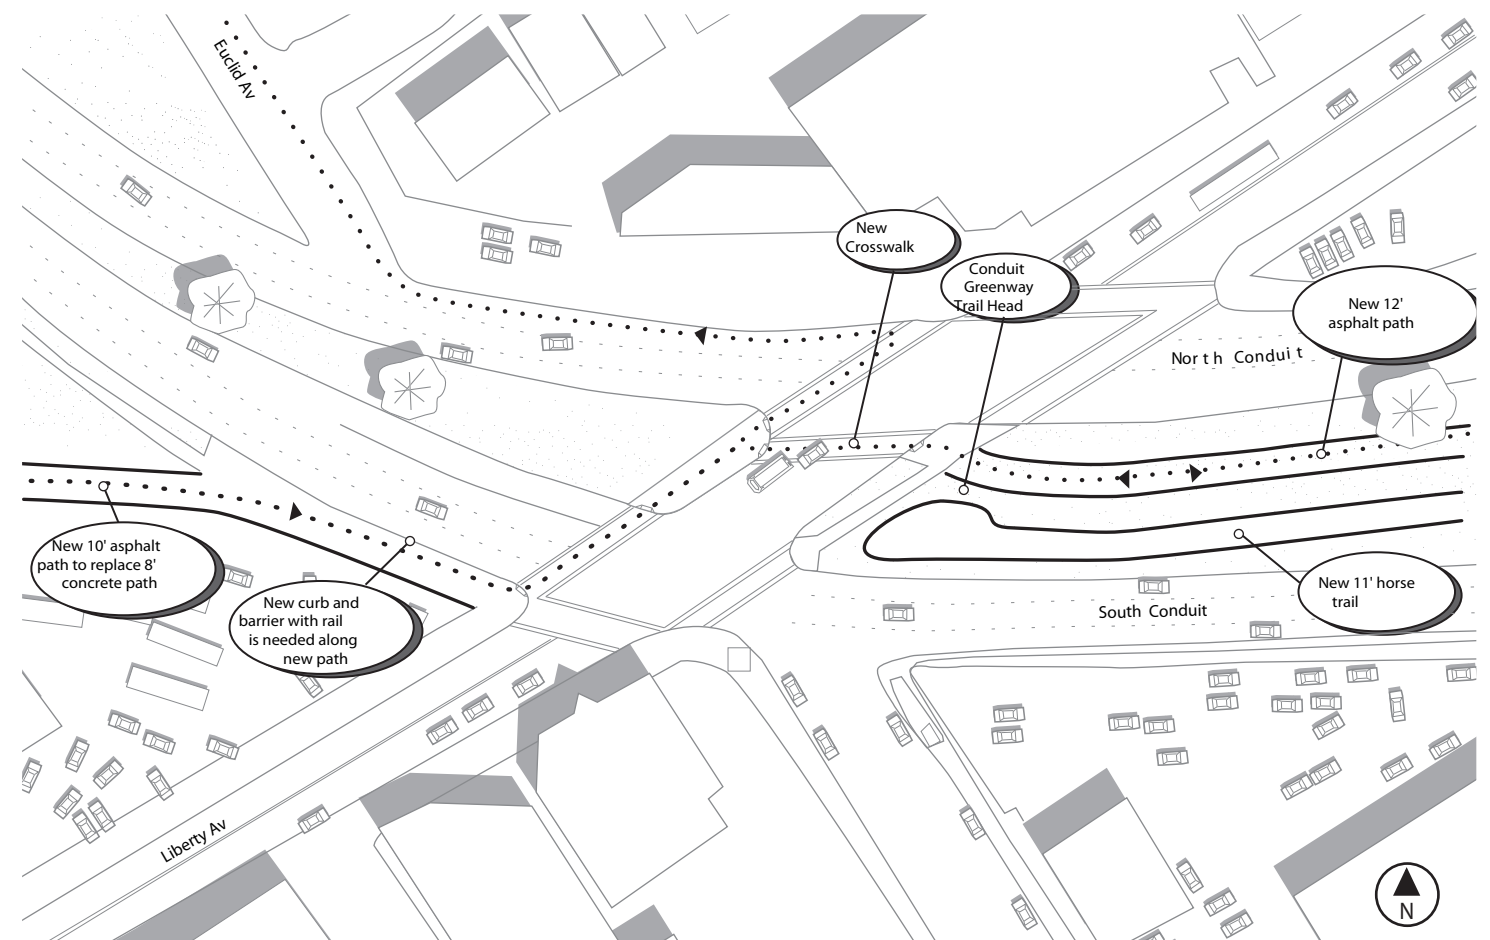 Euclid Av
New
Crosswalk
Conduit
Greenway
Trail Head
New 12'
asphalt path
North Conduit
New 10' asphalt
path to replace 8'
concrete path
New curb and
barrier with rail
is needed along
new path
New 11' horse
trail
South Conduit
Liberty Av
N